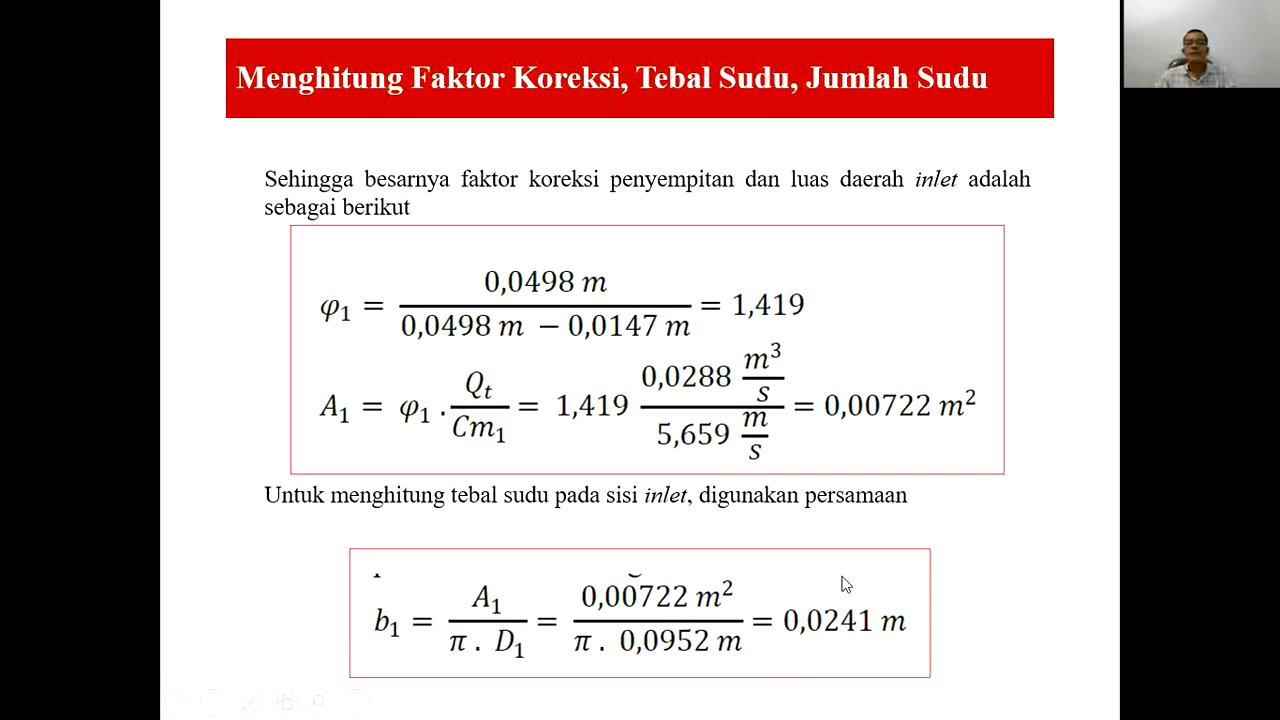 Menghitung Faktor Koreksi, Tebal Sudu, Jumlah Sudu
Sehingga besarnya faktor koreksi penyempitan dan luas daerah inlet adalah
sebagai berikut
φ₁ = 0,0498 m / (0,0498 m − 0,0147 m) = 1,419
A₁ = φ₁ . Qₜ / Cm₁ = 1,419 (0,0288 m³/s) / (5,659 m/s) = 0,00722 m²
Untuk menghitung tebal sudu pada sisi inlet, digunakan persamaan
b₁ = A₁ / (π . D₁) = 0,00722 m² / (π . 0,0952 m) = 0,0241 m